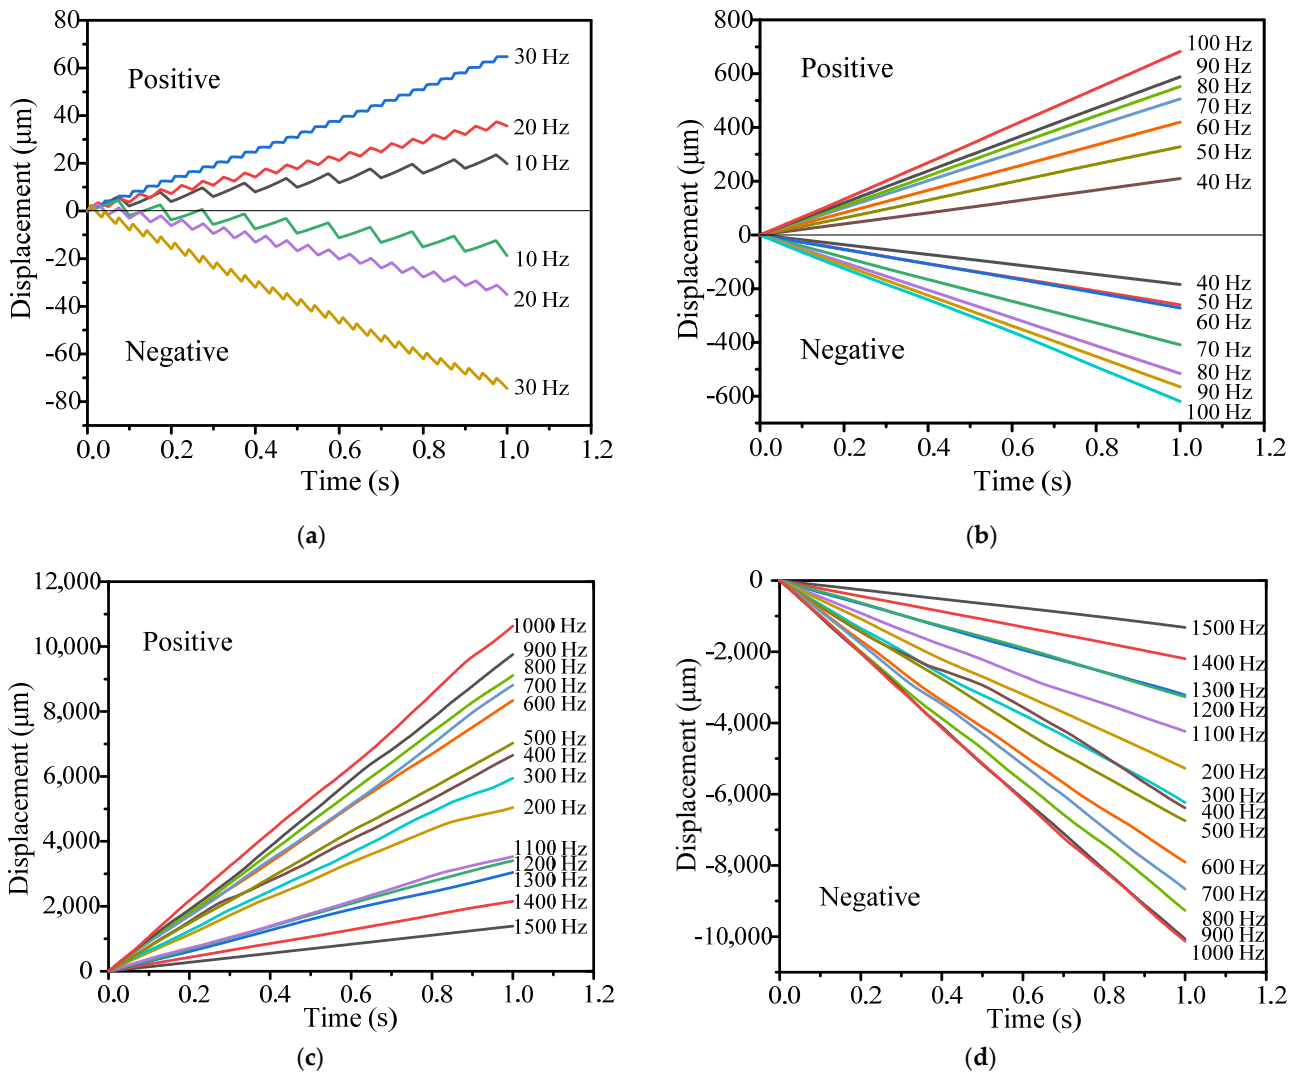 80
60
40
20
0
-20
-40
-60
-80
Displacement (μm)
Positive
Negative
30 Hz
20 Hz
10 Hz
10 Hz
20 Hz
30 Hz
0.0 0.2 0.4 0.6 0.8 1.0 1.2
Time (s)
(a)
800
600
400
200
0
-200
-400
-600
Displacement (μm)
Positive
Negative
100 Hz
90 Hz
80 Hz
70 Hz
60 Hz
50 Hz
40 Hz
40 Hz
50 Hz
60 Hz
70 Hz
80 Hz
90 Hz
100 Hz
0.0 0.2 0.4 0.6 0.8 1.0 1.2
Time (s)
(b)
12,000
10,000
8,000
6,000
4,000
2,000
0
Displacement (μm)
Positive
1000 Hz
900 Hz
800 Hz
700 Hz
600 Hz
500 Hz
400 Hz
300 Hz
200 Hz
1100 Hz
1200 Hz
1300 Hz
1400 Hz
1500 Hz
0.0 0.2 0.4 0.6 0.8 1.0 1.2
Time (s)
(c)
0
-2,000
-4,000
-6,000
-8,000
-10,000
Displacement (μm)
Negative
1500 Hz
1400 Hz
1300 Hz
1200 Hz
1100 Hz
200 Hz
300 Hz
400 Hz
500 Hz
600 Hz
700 Hz
800 Hz
900 Hz
1000 Hz
0.0 0.2 0.4 0.6 0.8 1.0 1.2
Time (s)
(d)